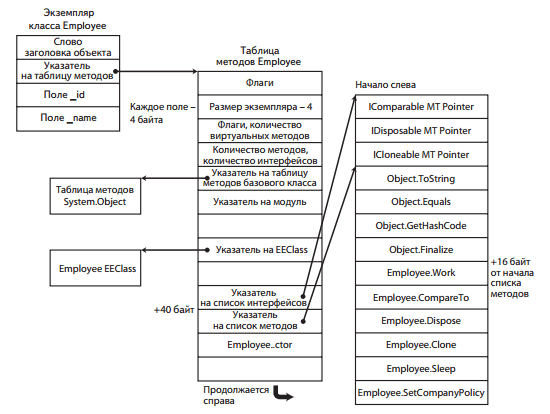 Экземпляр
класса Employee
Слово
заголовка объекта
Указатель
на таблицу методов
Поле _id
Поле _name
Каждое поле –
4 байта
Таблица методов
System.Object
Employee EEClass
+40 байт
Таблица
методов Employee
Флаги
Размер экземпляра – 4
Флаги, количество
виртуальных методов
Количество методов,
количество интерфейсов
Указатель на таблицу
методов базового класса
Указатель на модуль
Указатель на EEClass
Указатель
на список интерфейсов
Указатель
на список методов
Employee..ctor
Продолжается
справа
Начало слева
IComparable MT Pointer
IDisposable MT Pointer
ICloneable MT Pointer
Object.ToString
Object.Equals
Object.GetHashCode
Object.Finalize
Employee.Work
Employee.CompareTo
Employee.Dispose
Employee.Clone
Employee.Sleep
Employee.SetCompanyPolicy
+16 байт
от начала
списка
методов